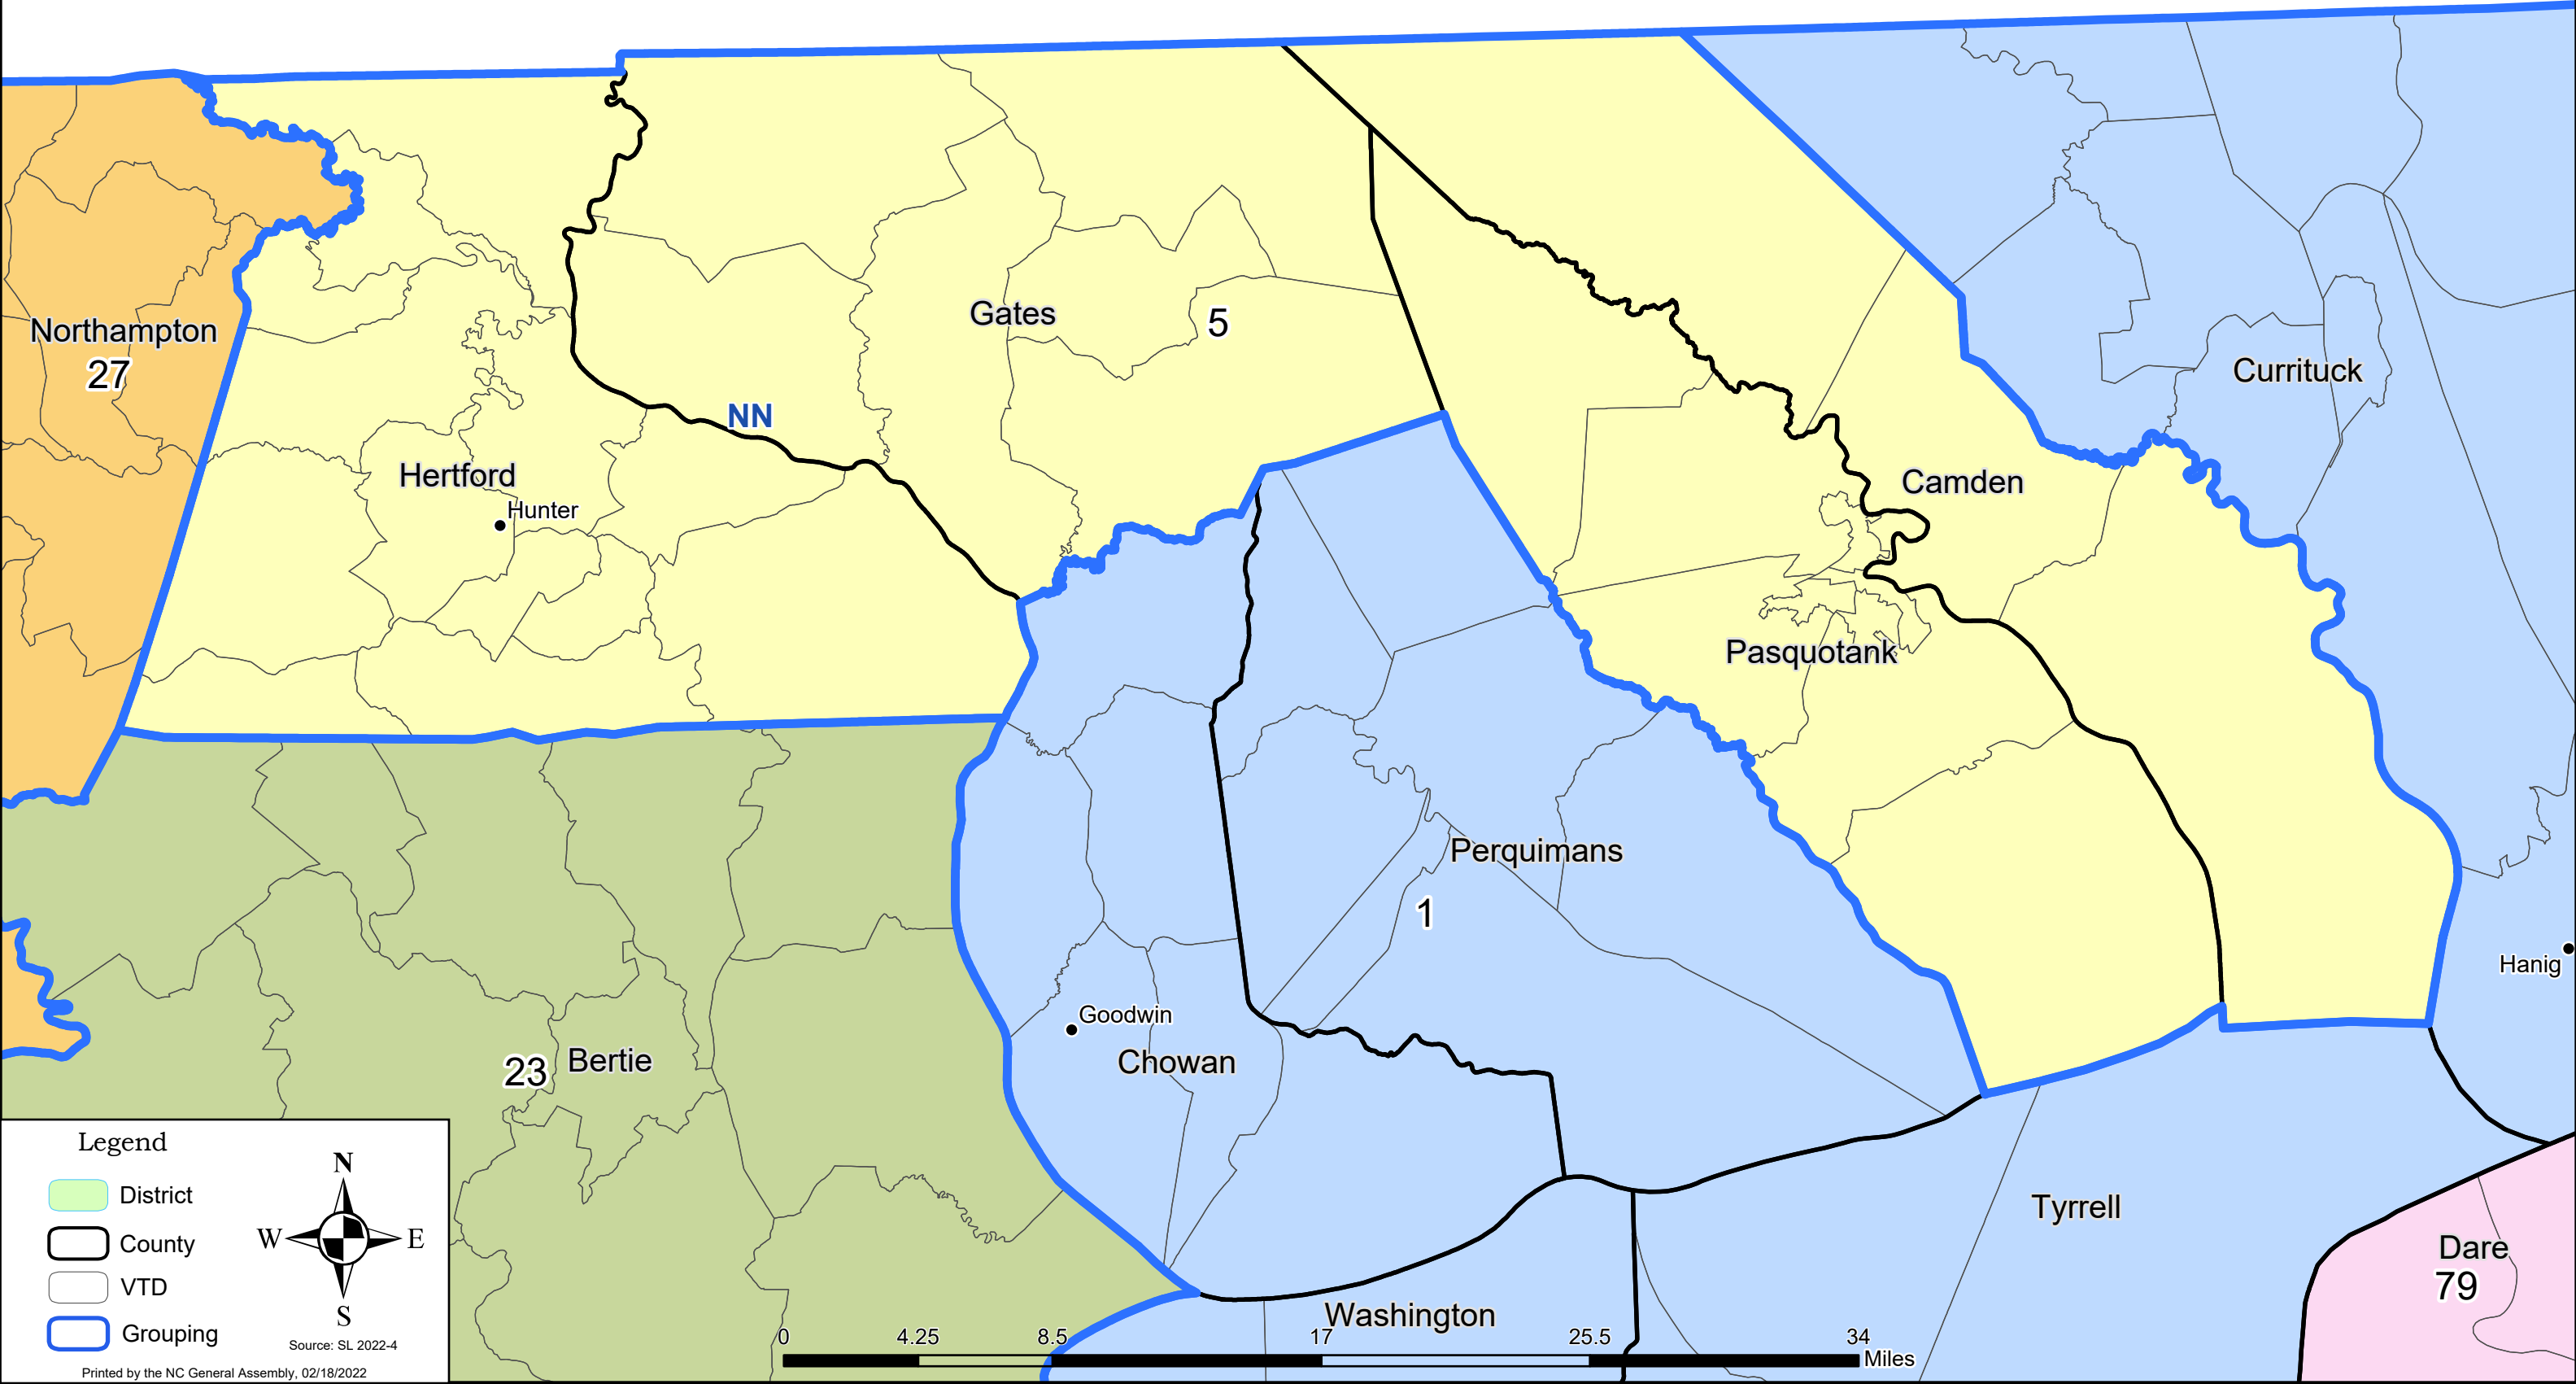 Northampton
27
Gates
5
NN
Currituck
Hertford
Hunter
Camden
Pasquotank
Perquimans
1
Hanig
Goodwin
Chowan
23
Bertie
Tyrrell
Dare
79
Washington
Legend
District
County
VTD
Grouping
N
W
E
S
Source: SL 2022-4
Printed by the NC General Assembly, 02/18/2022
0 4.25 8.5 17 25.5 34
Miles